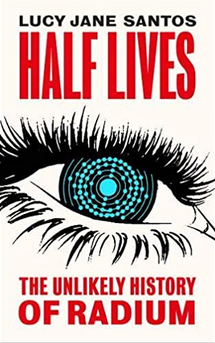 LUCY JANE SANTOS
HALF LIVES
THE UNLIKELY HISTORY
OF RADIUM